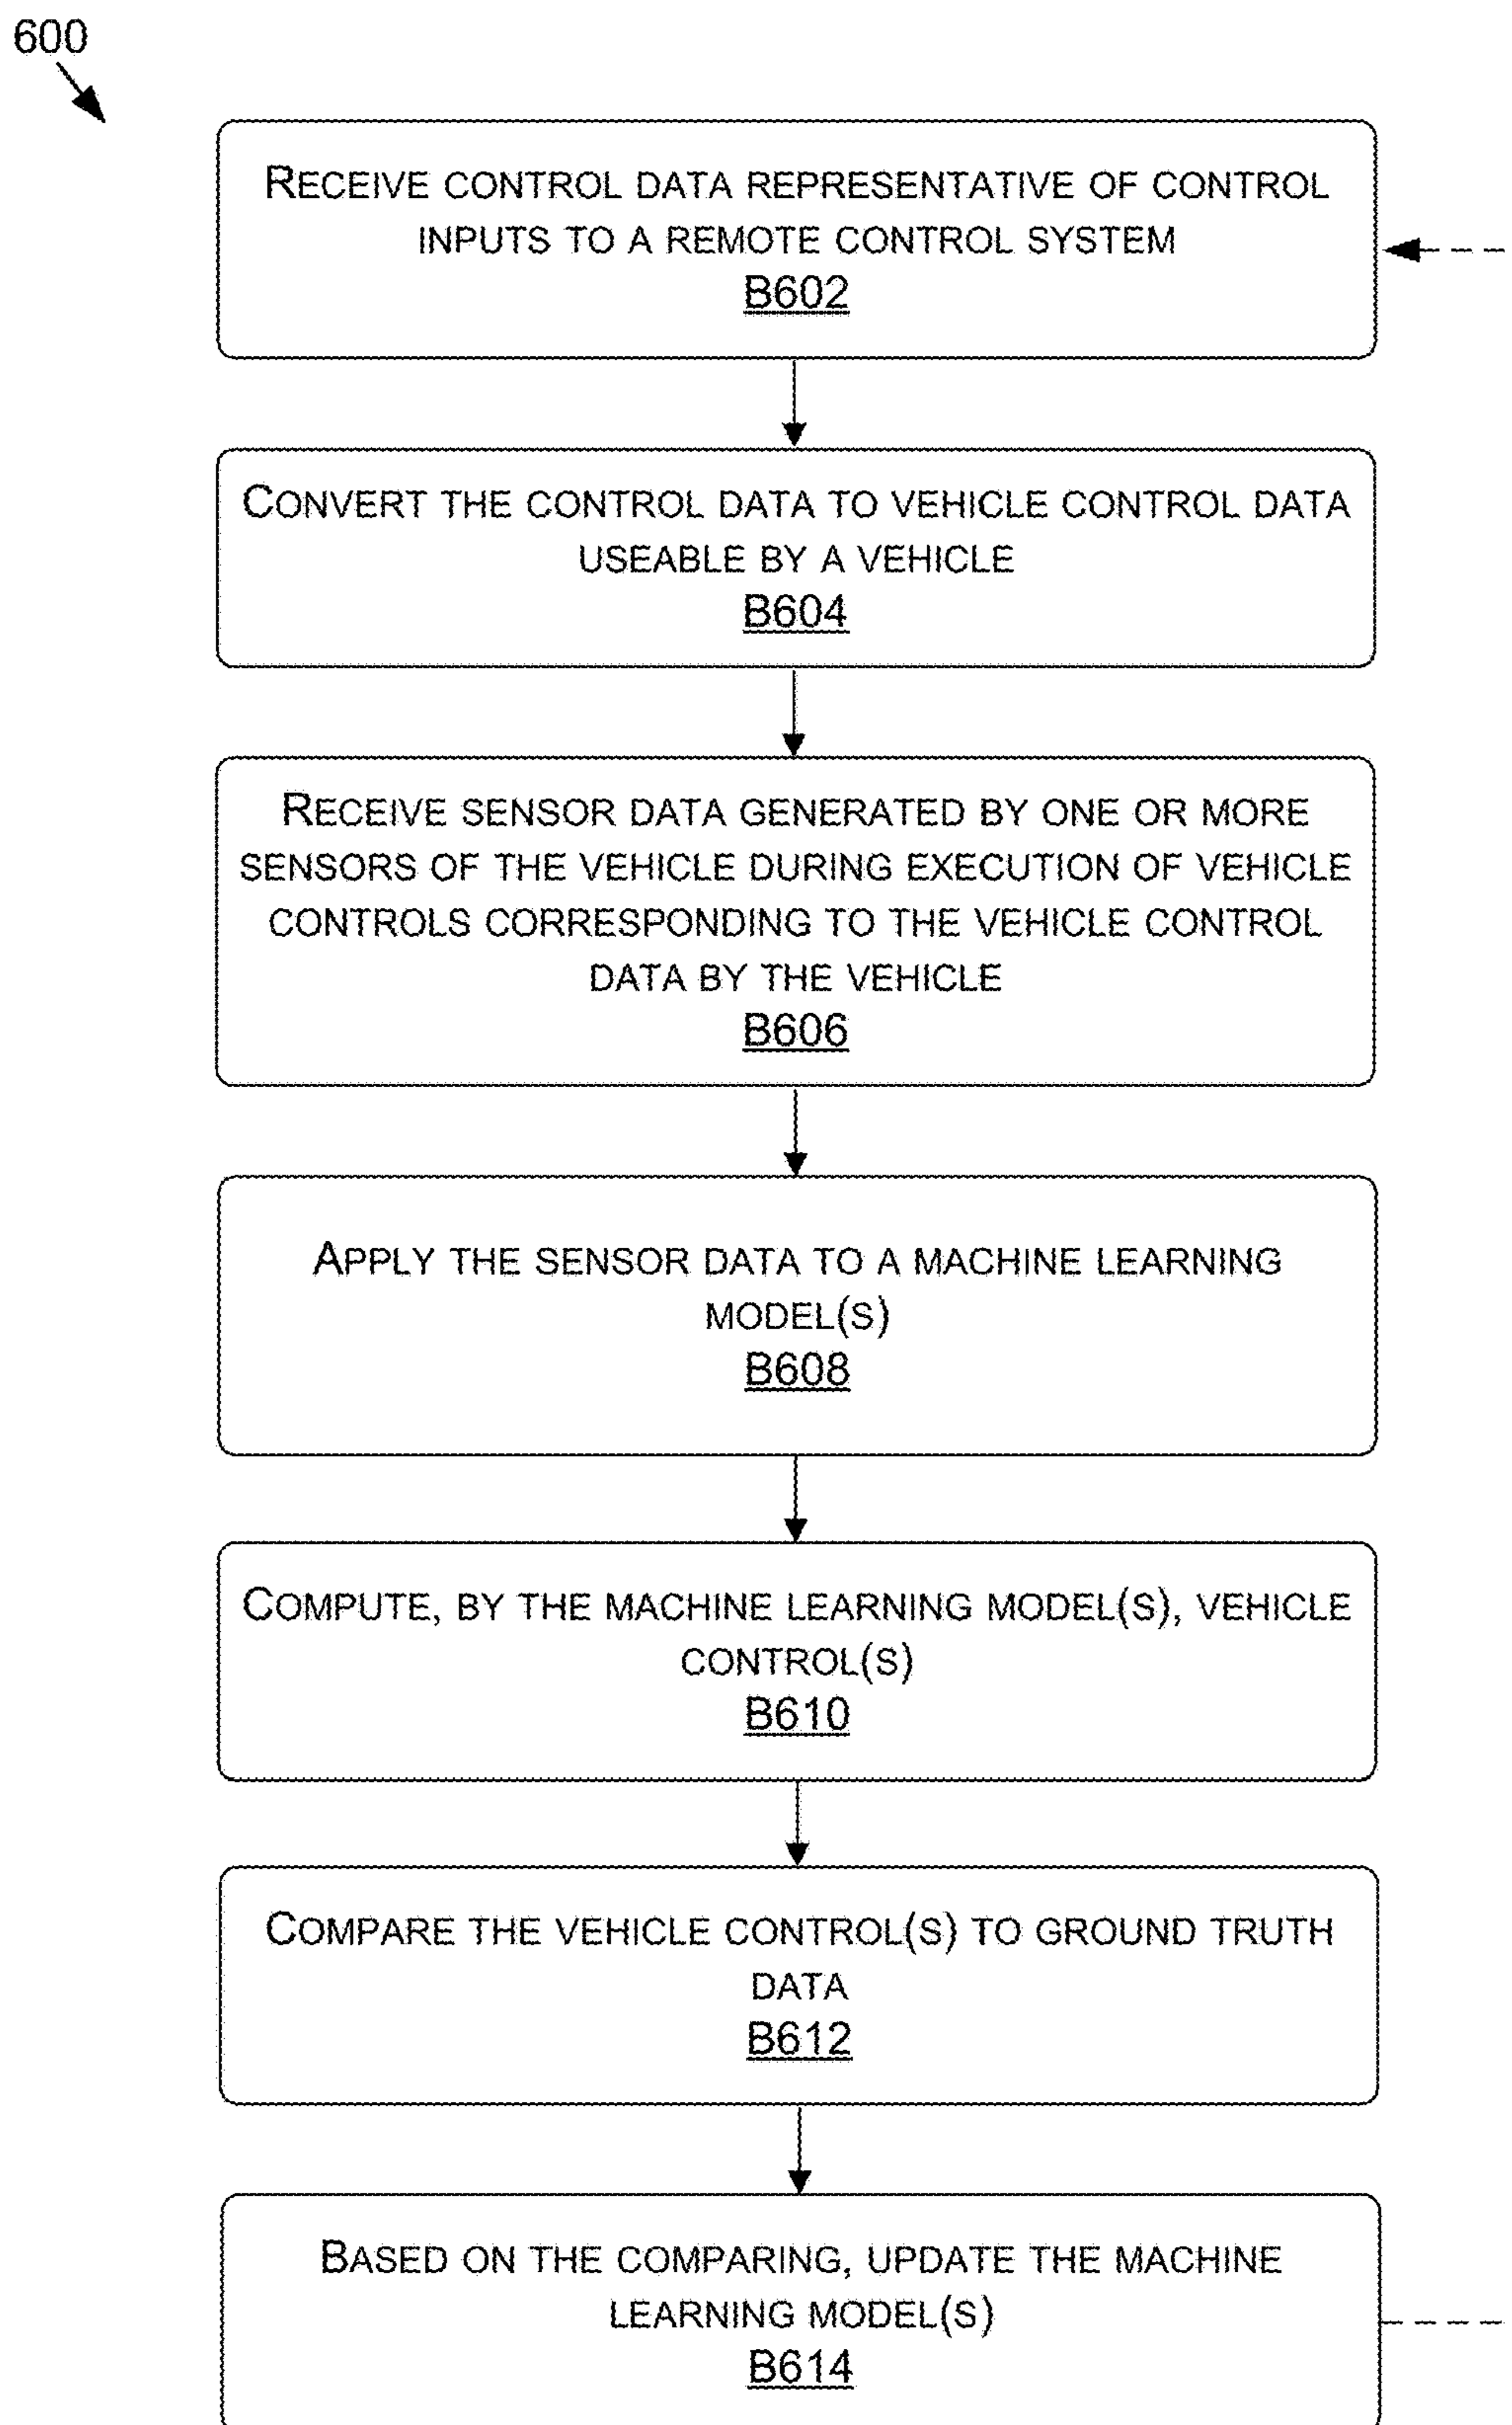 600
RECEIVE CONTROL DATA REPRESENTATIVE OF CONTROL
INPUTS TO A REMOTE CONTROL SYSTEM
B602
CONVERT THE CONTROL DATA TO VEHICLE CONTROL DATA
USEABLE BY A VEHICLE
B604
RECEIVE SENSOR DATA GENERATED BY ONE OR MORE
SENSORS OF THE VEHICLE DURING EXECUTION OF VEHICLE
CONTROLS CORRESPONDING TO THE VEHICLE CONTROL
DATA BY THE VEHICLE
B606
APPLY THE SENSOR DATA TO A MACHINE LEARNING
MODEL(S)
B608
COMPUTE, BY THE MACHINE LEARNING MODEL(S), VEHICLE
CONTROL(S)
B610
COMPARE THE VEHICLE CONTROL(S) TO GROUND TRUTH
DATA
B612
BASED ON THE COMPARING, UPDATE THE MACHINE
LEARNING MODEL(S)
B614